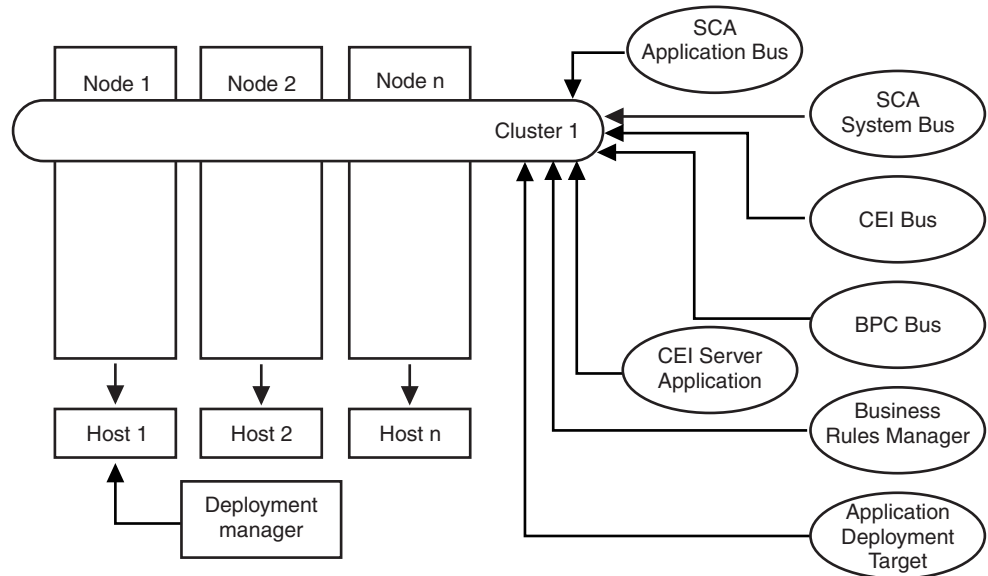 SCA
Application Bus
Node 1
Node 2
Node n
SCA
System Bus
Cluster 1
CEI Bus
BPC Bus
CEI Server
Application
Business
Rules Manager
Host 1
Host 2
Host n
Deployment
manager
Application
Deployment
Target